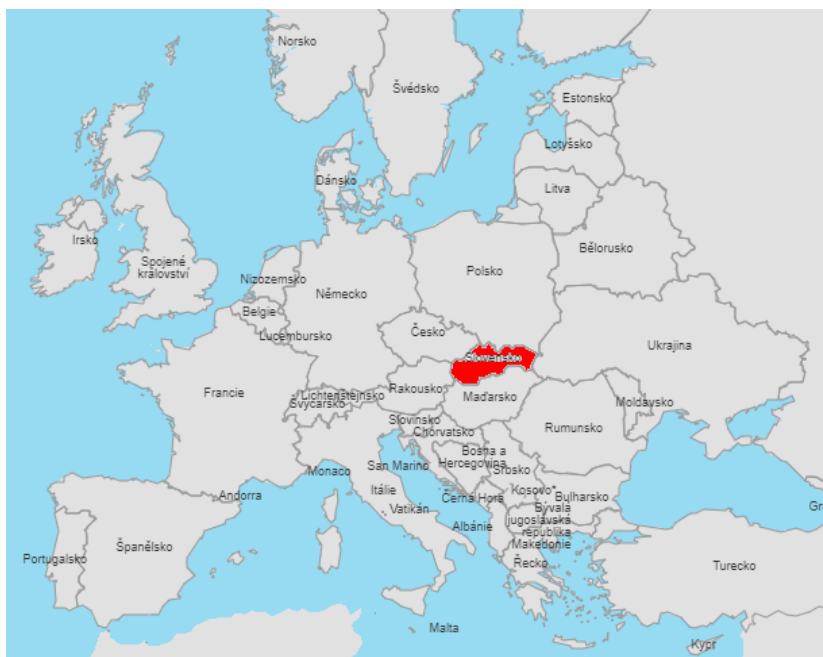 Norsko
Švédsko
Estonsko
Lotyšsko
Dánsko
Litva
Irsko
Bělorusko
Spojené
království
Polsko
Nizozemsko
Německo
Belgie
Česko
Lucembursko
Ukrajina
Slovensko
Francie
Rakousko
Lichtenštejnsko
Maďarsko
Švýcarsko
Moldavsko
Slovinsko
Rumunsko
Chorvatsko
Bosna a
Hercegovina
San Marino
Srbsko
Monaco
Itálie
Kosovo*
Andorra
Černá Hora
Bulharsko
Vatikán
Bývalá
jugoslávská
republika
Makedonie
Gr
Albánie
Španělsko
Portugalsko
Řecko
Turecko
Malta
Kypr